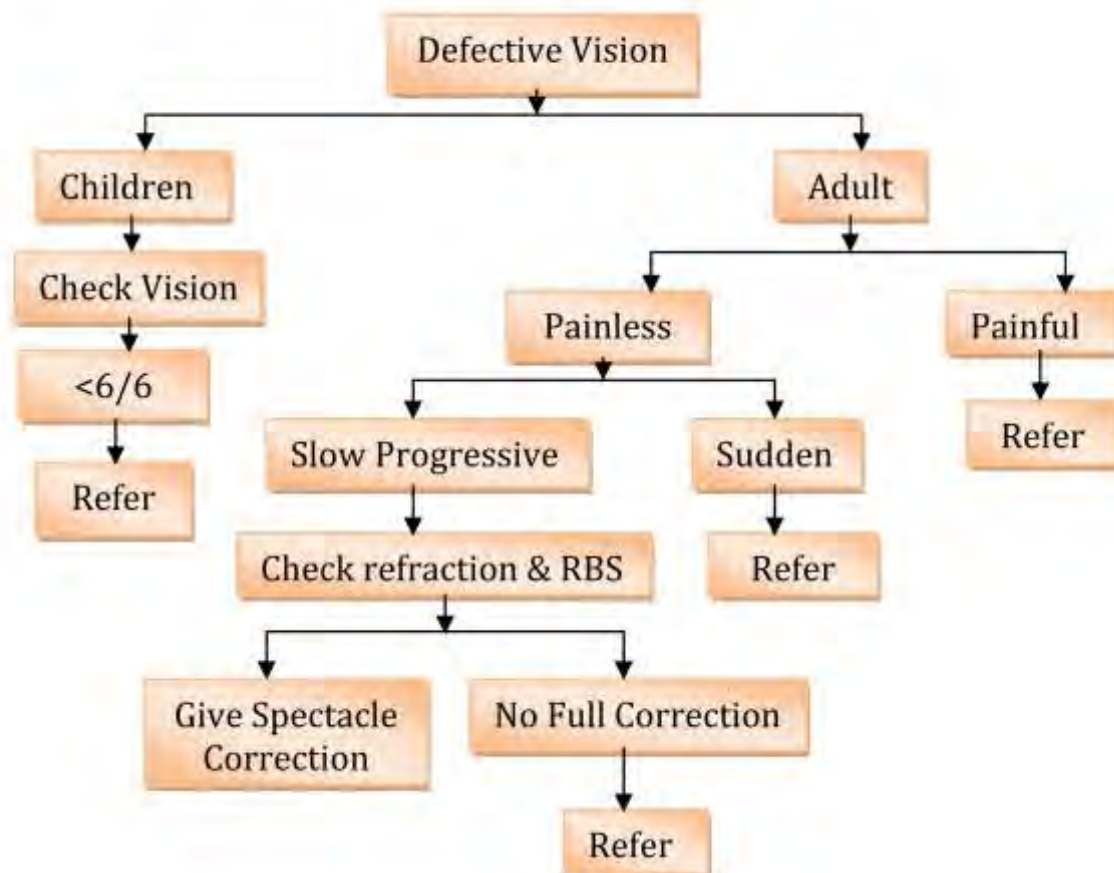 Defective Vision
Children
Adult
Check Vision
Painless
Painful
<6/6
Slow Progressive
Sudden
Refer
Refer
Check refraction & RBS
Refer
Give Spectacle
Correction
No Full Correction
Refer